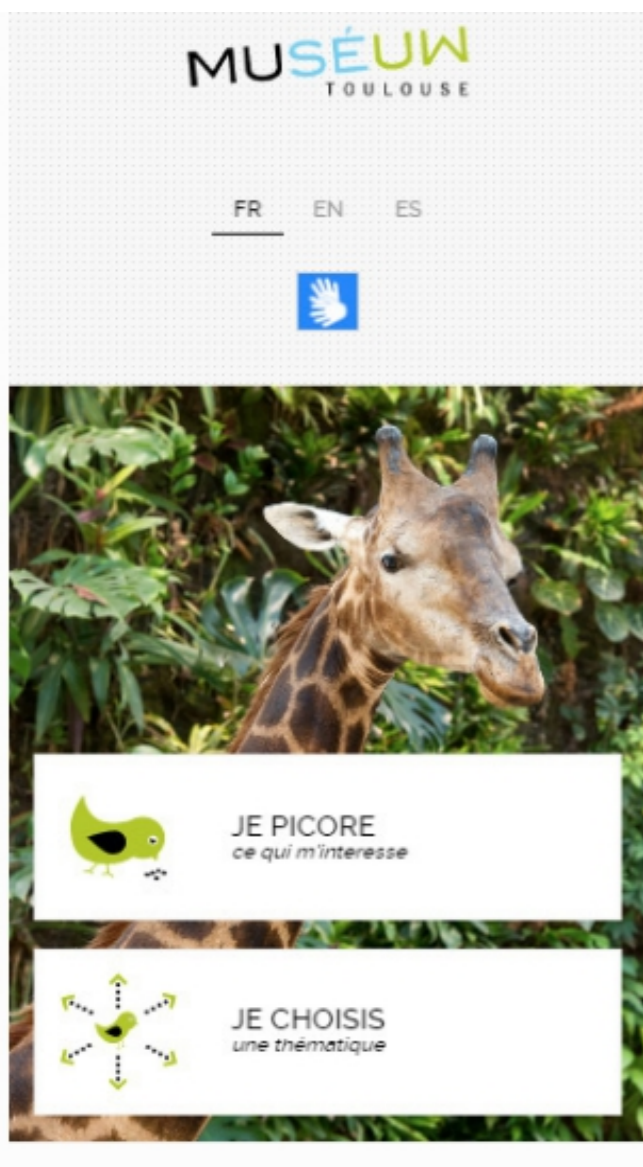 MUSÉUM
TOULOUSE
FR EN ES
JE PICORE
ce qui m'interesse
JE CHOISIS
une thématique